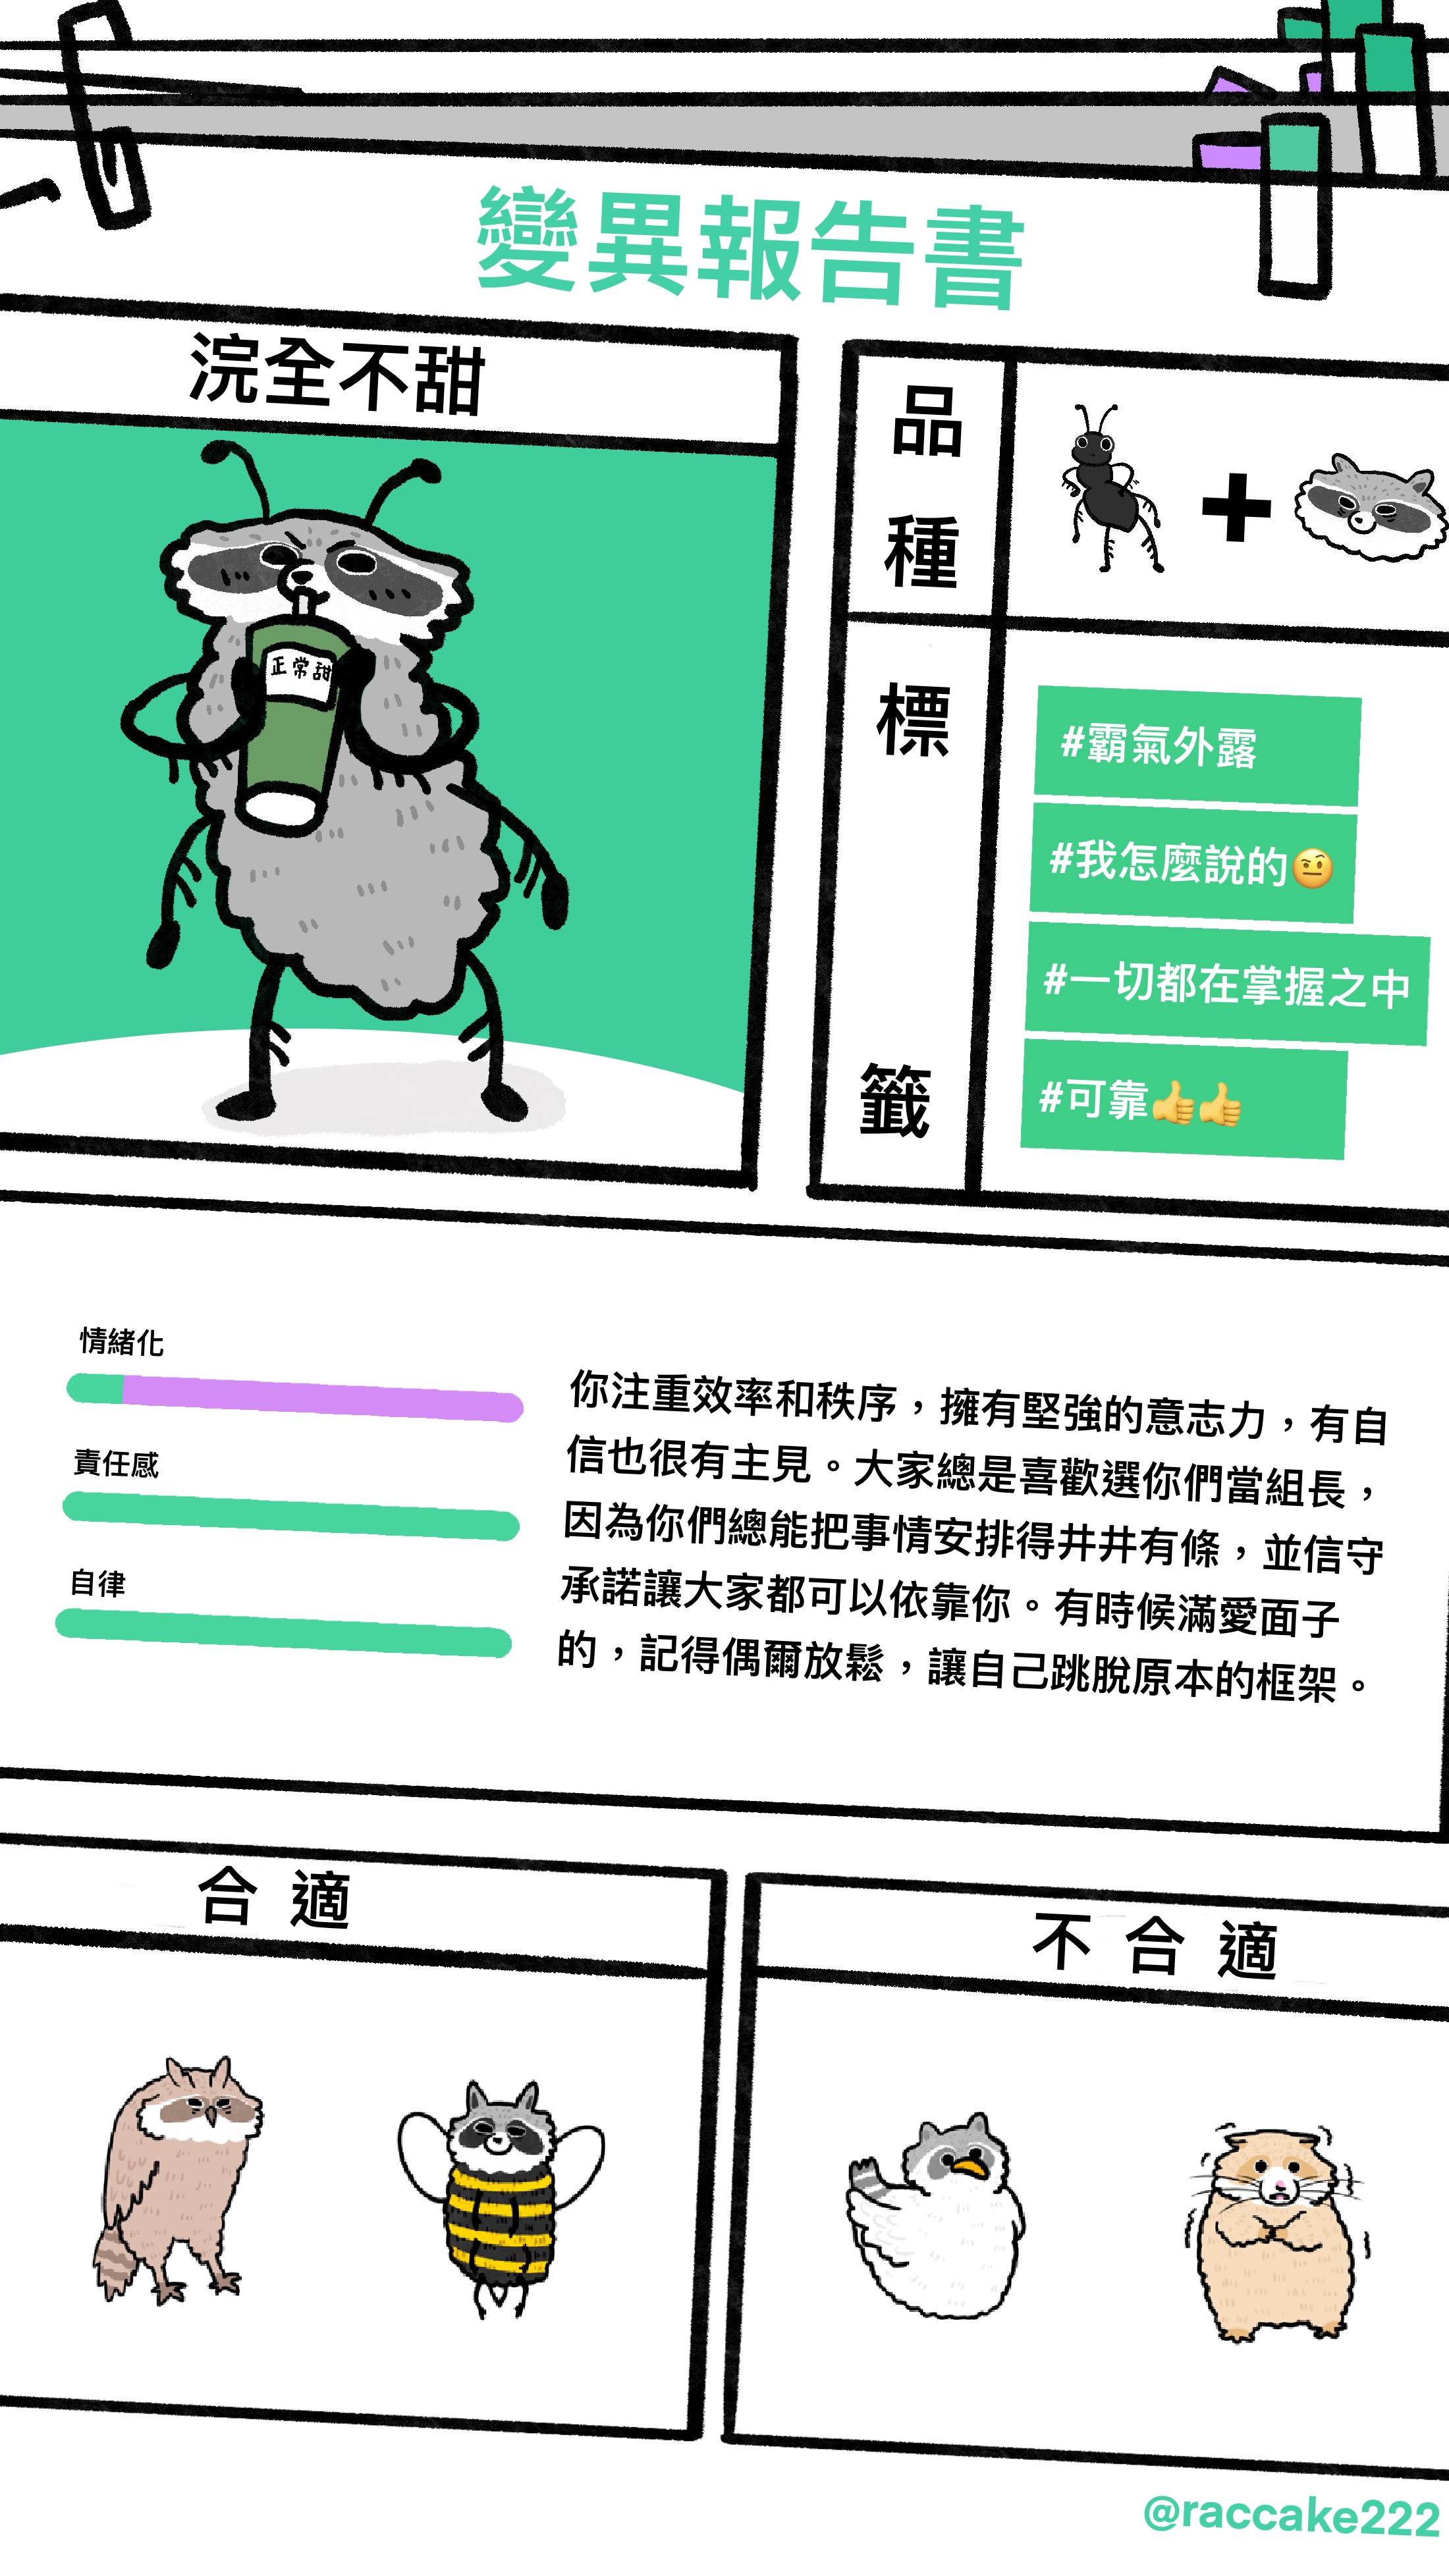 變異報告書
浣全不甜
正常甜
品種
標籤
#霸氣外露
#我怎麼說的🤨
#一切都在掌握之中
#可靠👍👍
情緒化
責任感
自律
你注重效率和秩序，擁有堅強的意志力，有自
信也很有主見。大家總是喜歡選你們當組長，
因為你們總能把事情安排得井井有條，並信守
承諾讓大家都可以依靠你。有時候滿愛面子
的，記得偶爾放鬆，讓自己跳脫原本的框架。
合適
不合適
@raccake222